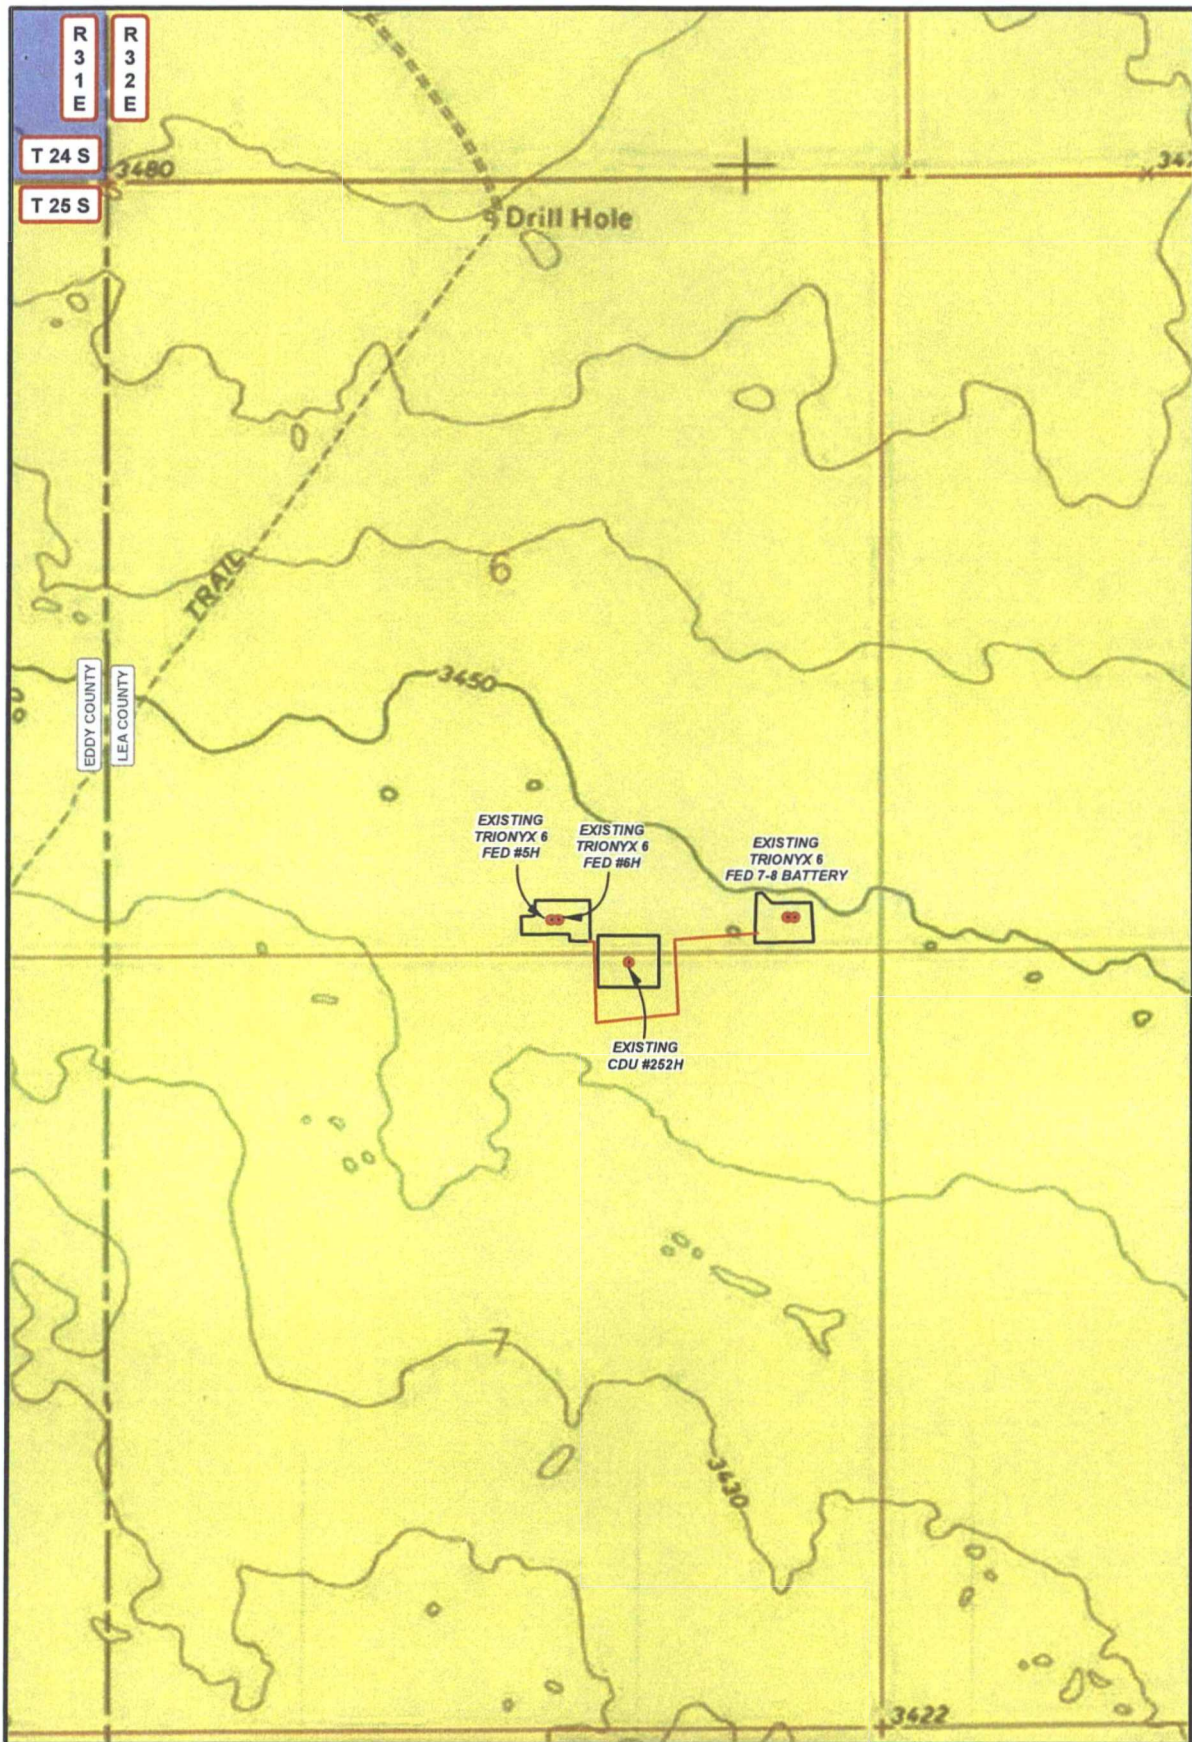 R
3
1
E
R
3
2
E
T 24 S
T 25 S
3480
Drill Hole
TRAIL
6
EDDY COUNTY
LEA COUNTY
3450
EXISTING
TRIONYX 6
FED #5H
EXISTING
TRIONYX 6
FED #6H
EXISTING
TRIONYX 6
FED 7-8 BATTERY
EXISTING
CDU #252H
7
3430
3422